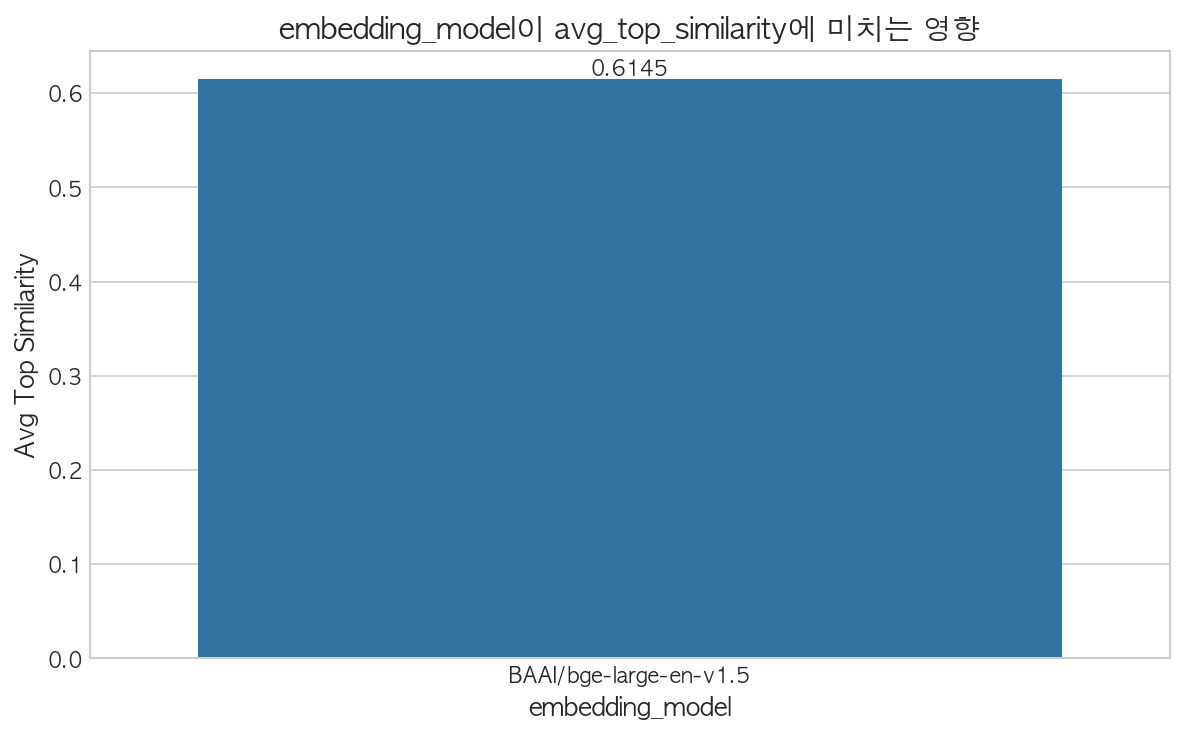 embedding_model이 avg_top_similarity에 미치는 영향
0.6145
0.6
0.5
0.4
0.3
0.2
0.1
0.0
Avg Top Similarity
BAAI/bge-large-en-v1.5
embedding_model